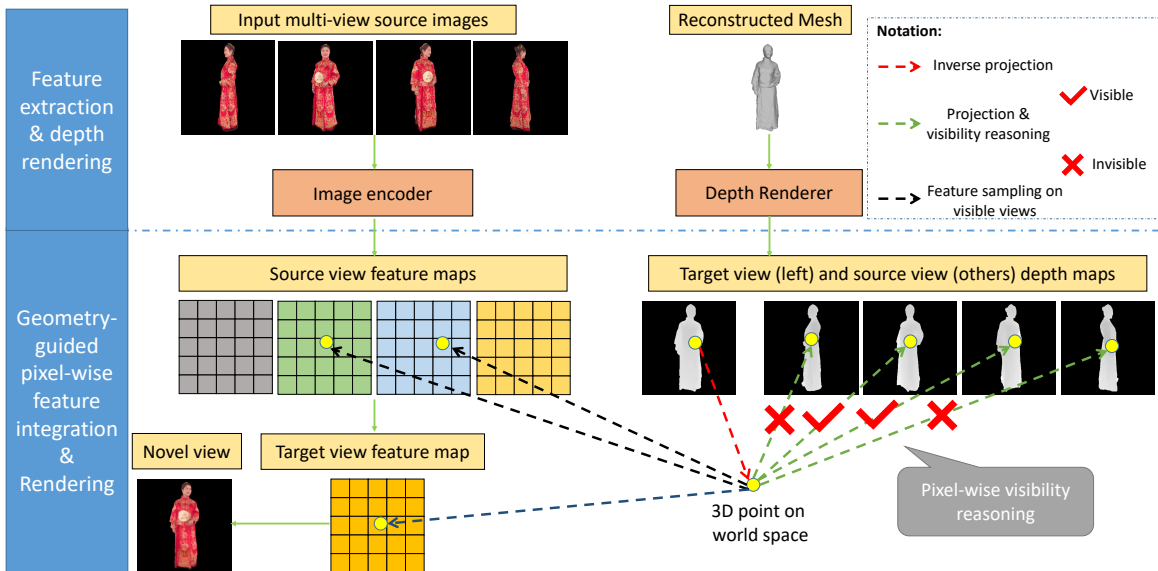 Feature
extraction
& depth
rendering
Input multi-view source images
Reconstructed Mesh
Notation:
Inverse projection
Visible
Projection &
visibility reasoning
Invisible
Feature sampling on
visible views
Image encoder
Depth Renderer
Geometry-
guided
pixel-wise
feature
integration
&
Rendering
Source view feature maps
Target view (left) and source view (others) depth maps
Novel view
Target view feature map
3D point on
world space
Pixel-wise visibility
reasoning